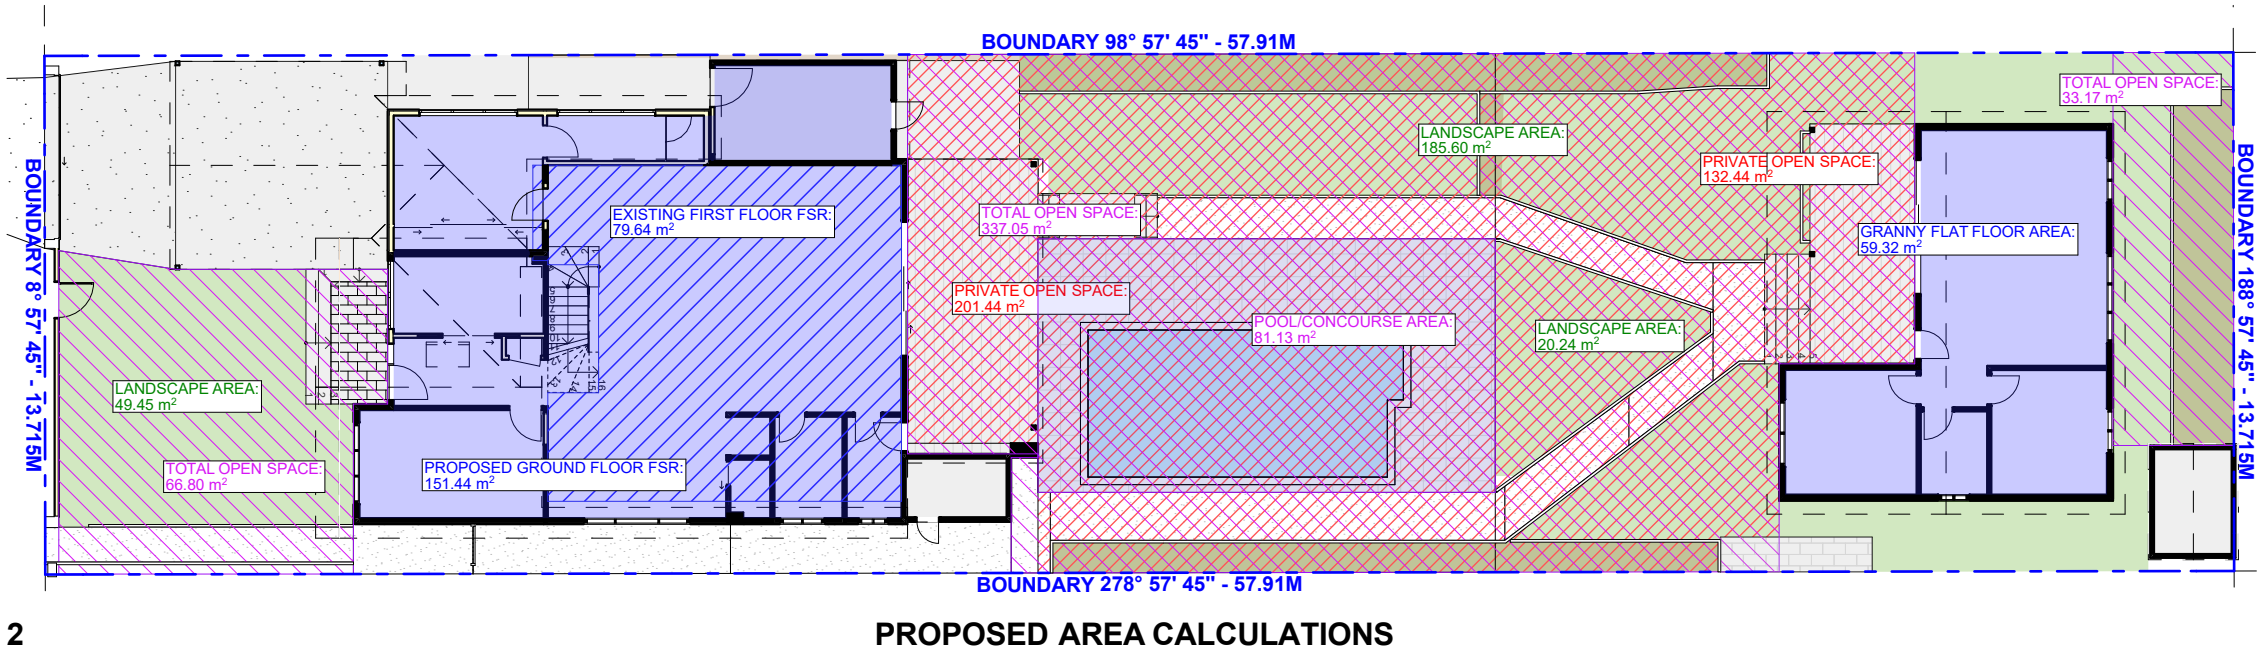 BOUNDARY 98° 57' 45" - 57.91M
TOTAL OPEN SPACE:
33.17 m²
LANDSCAPE AREA:
185.60 m²
PRIVATE OPEN SPACE:
132.44 m²
BOUNDARY 8° 57' 45" - 13.715M
BOUNDARY 188° 57' 45" - 13.715M
EXISTING FIRST FLOOR FSR:
79.64 m²
TOTAL OPEN SPACE:
337.05 m²
GRANNY FLAT FLOOR AREA:
59.32 m²
PRIVATE OPEN SPACE:
201.44 m²
POOL/CONCOURSE AREA:
81.13 m²
LANDSCAPE AREA:
20.24 m²
LANDSCAPE AREA:
49.45 m²
TOTAL OPEN SPACE:
66.80 m²
PROPOSED GROUND FLOOR FSR:
151.44 m²
BOUNDARY 278° 57' 45" - 57.91M
2
PROPOSED AREA CALCULATIONS